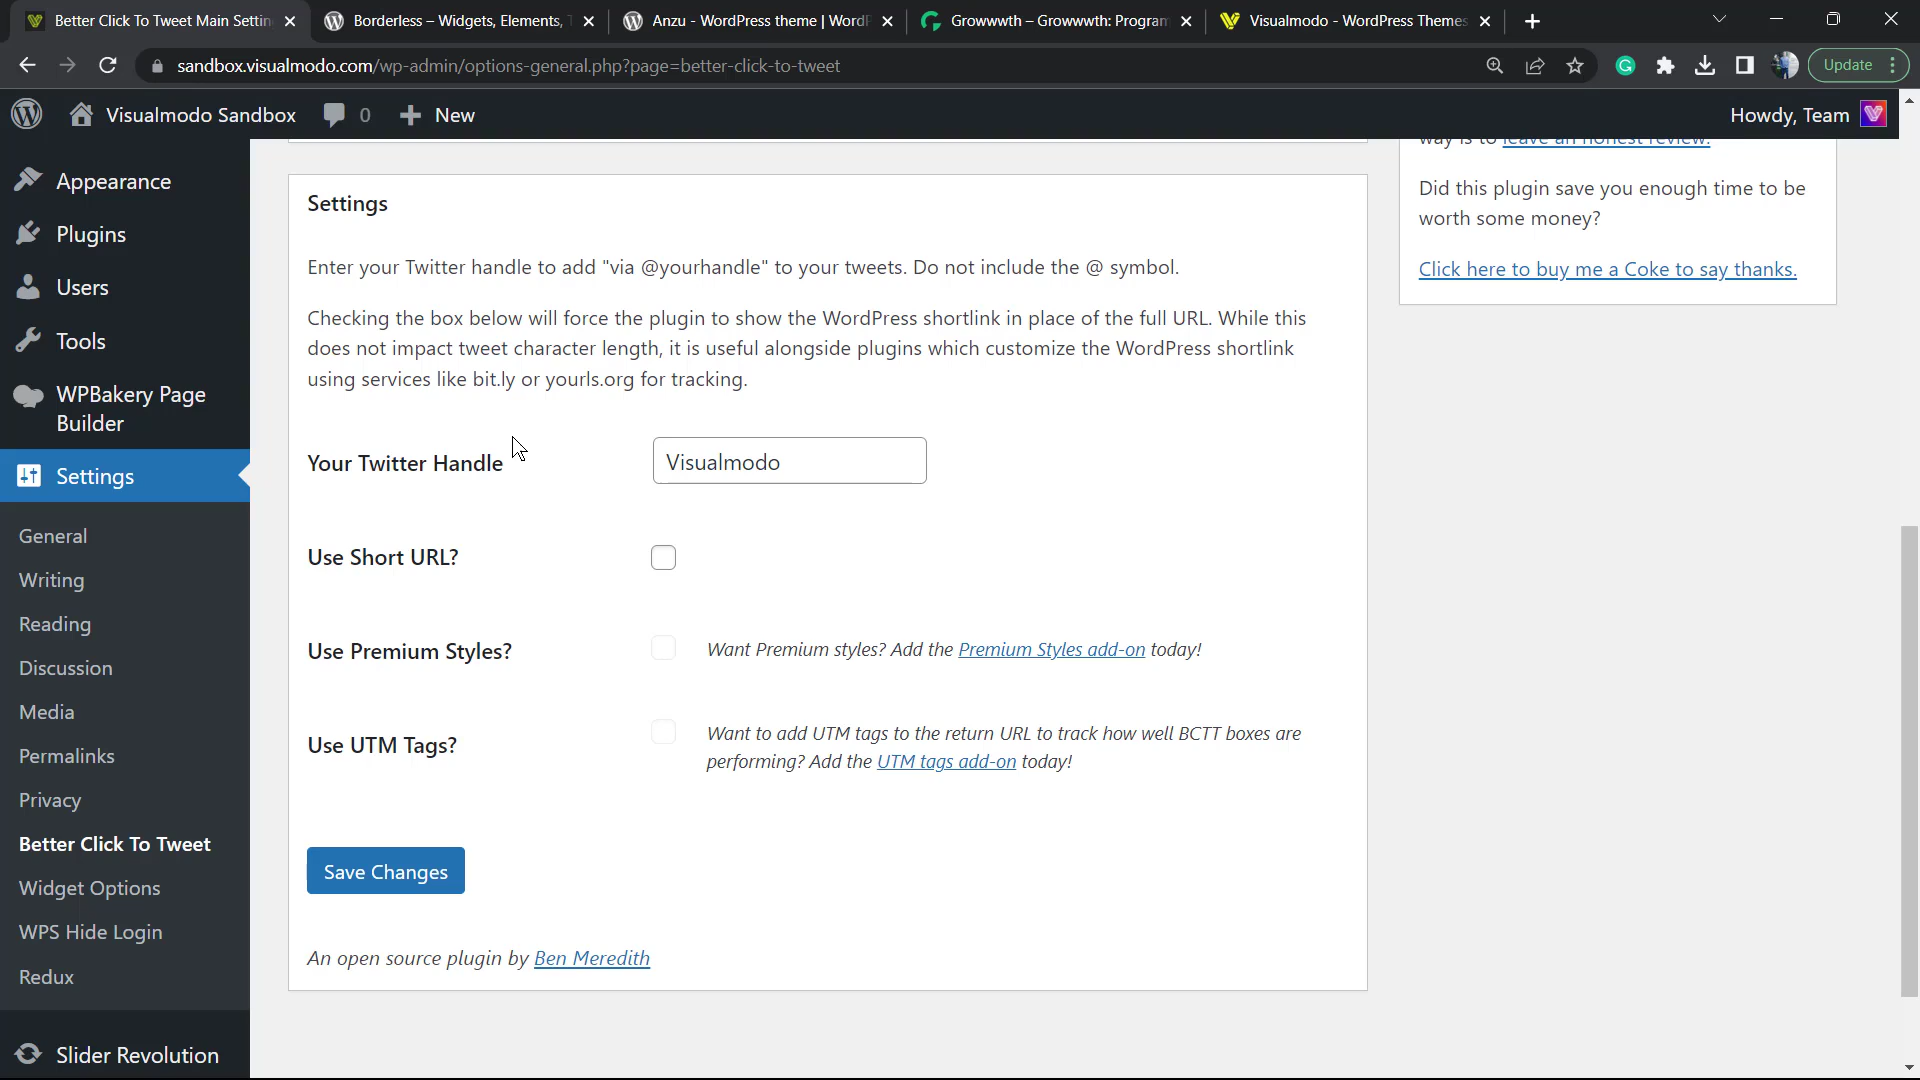 Better Click To Tweet Main Settin
Borderless – Widgets, Elements, T
Anzu - WordPress theme | WordP
Growwwth – Growwwth: Program
Visualmodo - WordPress Themes
sandbox.visualmodo.com/wp-admin/options-general.php?page=better-click-to-tweet
Update
Visualmodo Sandbox
0
New
Howdy, Team
Appearance
Plugins
Users
Tools
WPBakery Page
Builder
Settings
General
Writing
Reading
Discussion
Media
Permalinks
Privacy
Better Click To Tweet
Widget Options
WPS Hide Login
Redux
Slider Revolution
Settings
Enter your Twitter handle to add "via @yourhandle" to your tweets. Do not include the @ symbol.
Checking the box below will force the plugin to show the WordPress shortlink in place of the full URL. While this
does not impact tweet character length, it is useful alongside plugins which customize the WordPress shortlink
using services like bit.ly or yourls.org for tracking.
Your Twitter Handle
Visualmodo
Use Short URL?
Use Premium Styles?
Want Premium styles? Add the Premium Styles add-on today!
Use UTM Tags?
Want to add UTM tags to the return URL to track how well BCTT boxes are
performing? Add the UTM tags add-on today!
Save Changes
An open source plugin by Ben Meredith
way is to leave an honest review.
Did this plugin save you enough time to be
worth some money?
Click here to buy me a Coke to say thanks.